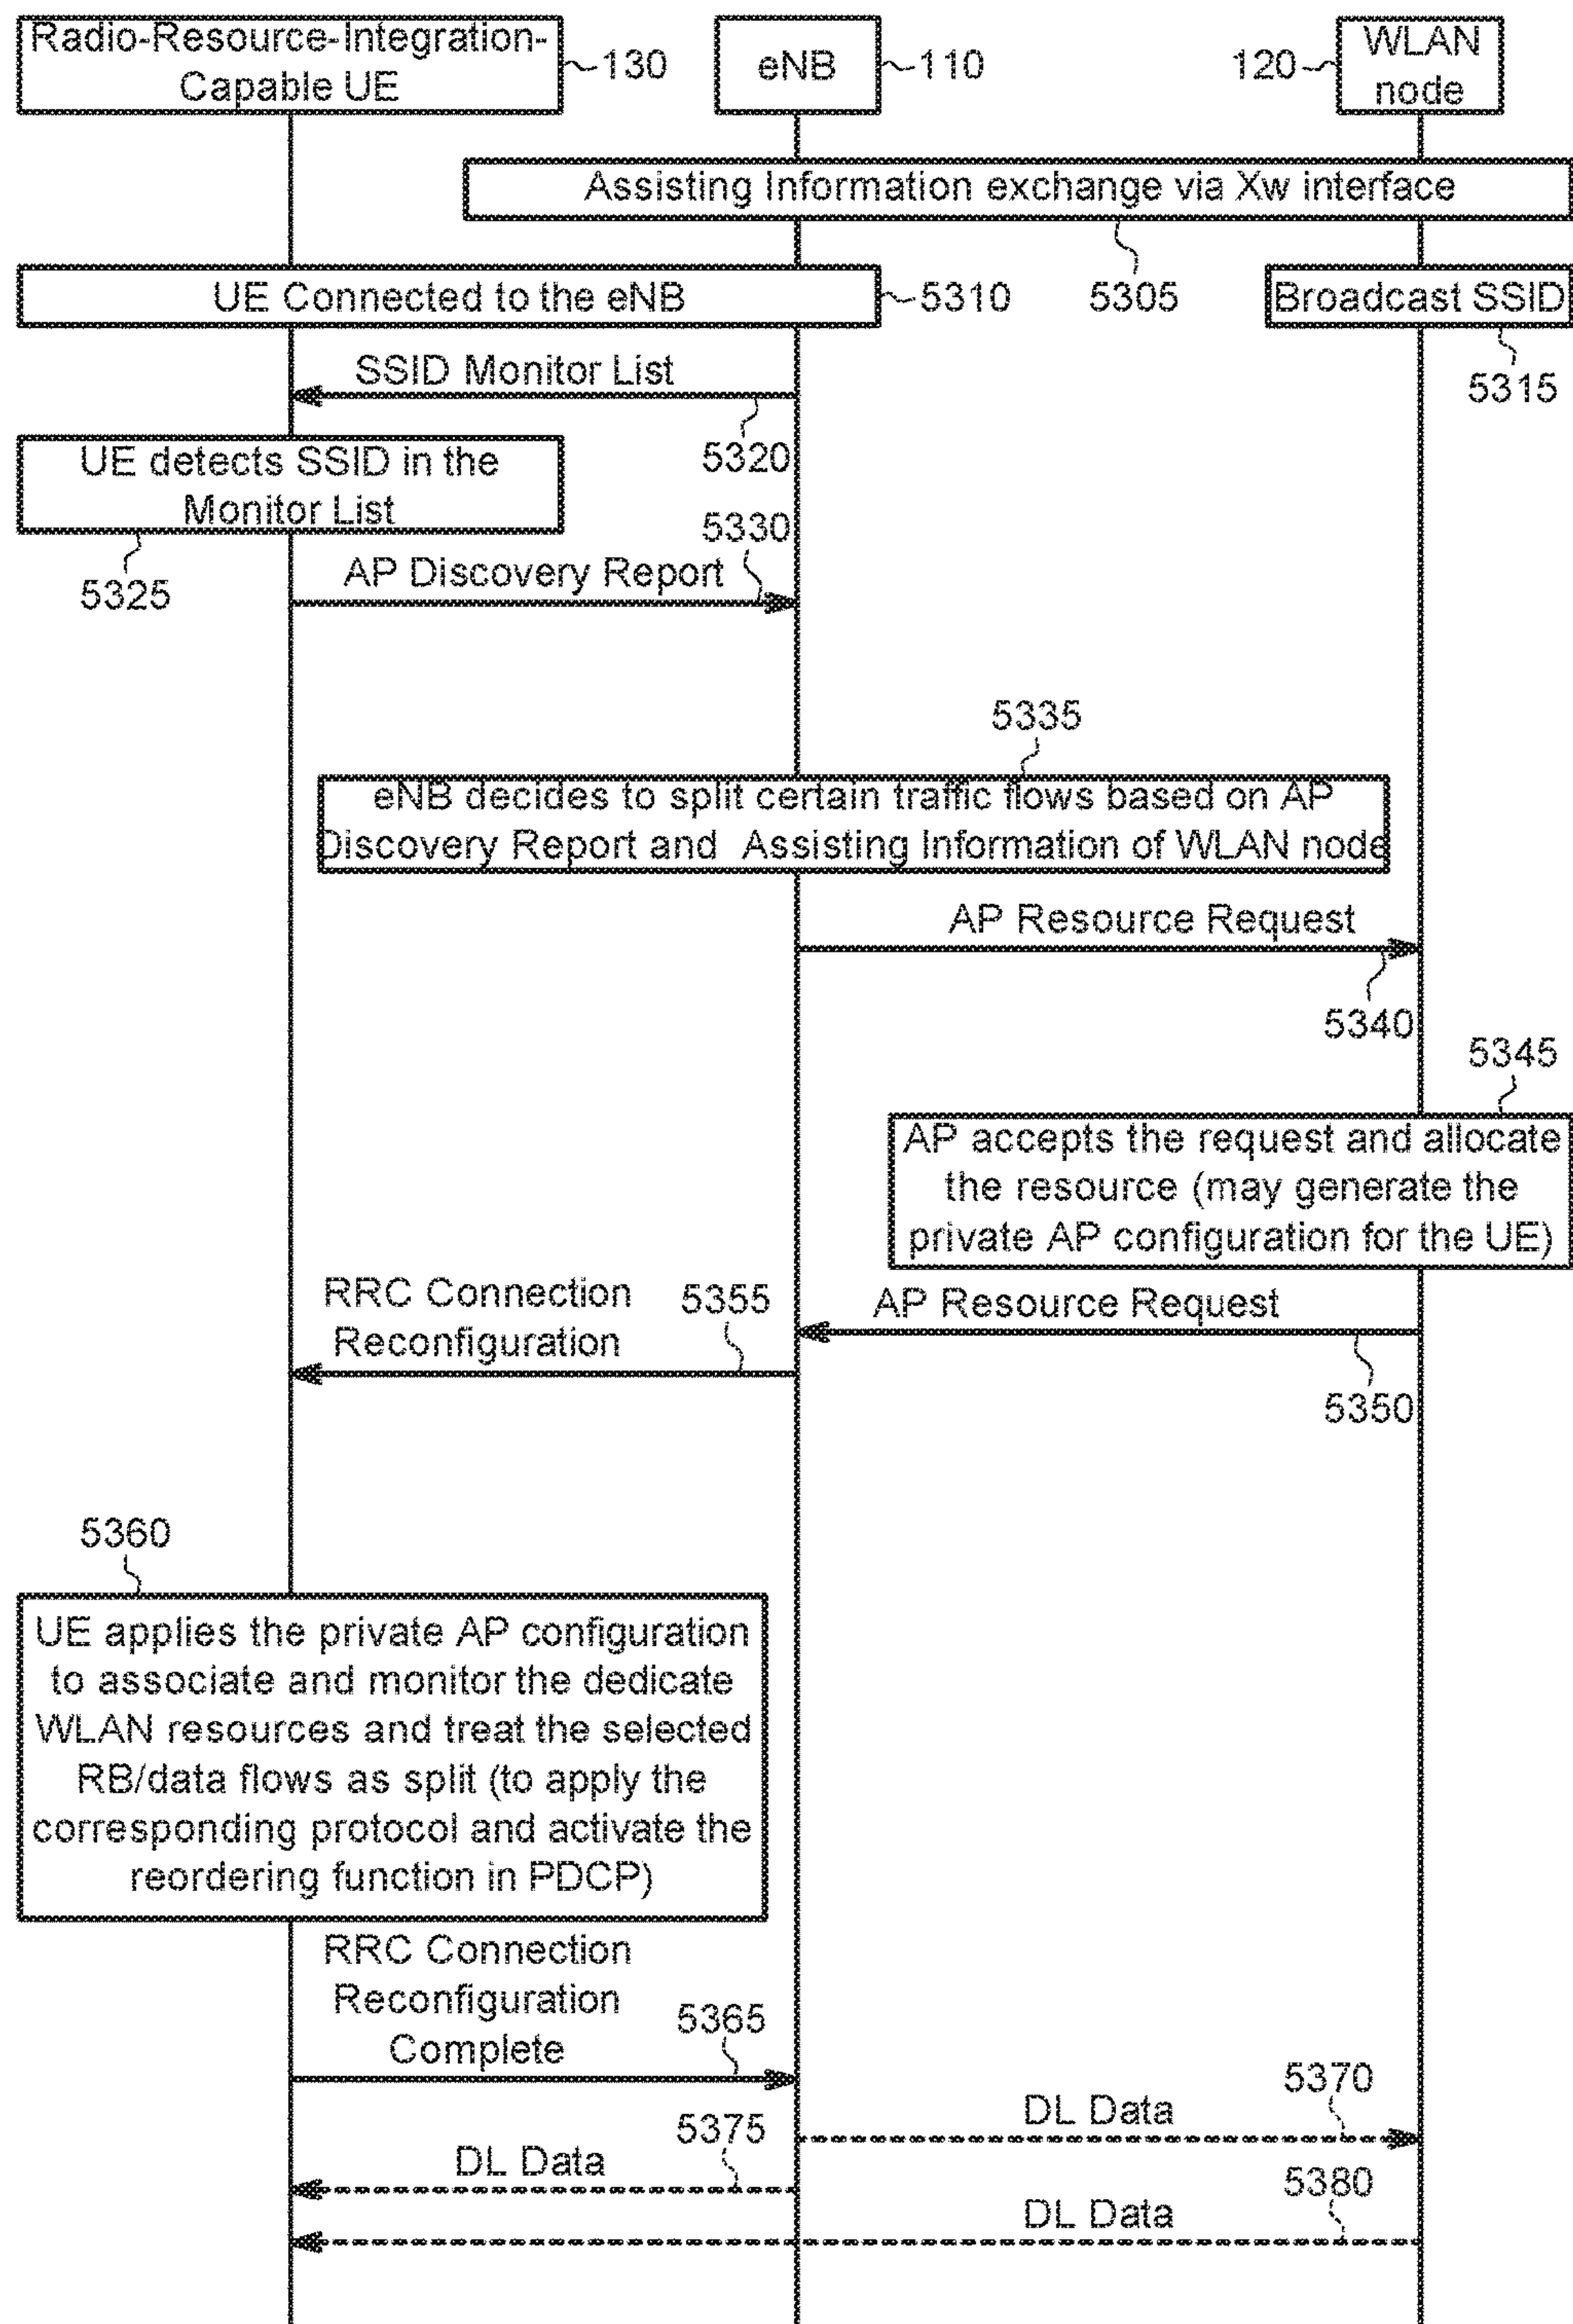 Radio-Resource-Integration-
Capable UE
130
eNB
110
120
WLAN
node
Assisting Information exchange via Xw interface
UE Connected to the eNB
5310
5305
Broadcast SSID
5315
SSID Monitor List
5320
UE detects SSID in the
Monitor List
5325
5330
AP Discovery Report
5335
eNB decides to split certain traffic flows based on AP
Discovery Report and Assisting Information of WLAN node
AP Resource Request
5340
5345
AP accepts the request and allocate
the resource (may generate the
private AP configuration for the UE)
RRC Connection
Reconfiguration
5355
AP Resource Request
5350
5360
UE applies the private AP configuration
to associate and monitor the dedicate
WLAN resources and treat the selected
RB/data flows as split (to apply the
corresponding protocol and activate the
reordering function in PDCP)
RRC Connection
Reconfiguration
Complete
5365
5370
DL Data
5375
DL Data
5380
DL Data